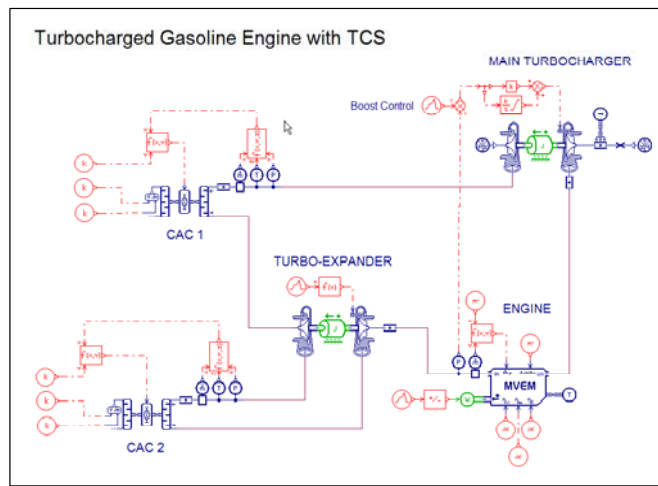 Turbocharged Gasoline Engine with TCS
MAIN TURBOCHARGER
Boost Control
k
f(x,y)
f(x,y)
k
k
k
m T P
J
CAC 1
TURBO-EXPANDER
f(x)
J
ENGINE
f(x,y)
k
f(x,y)
f(x,y)
m T P
k
k
P
m
MVEM
T
W
CAC 2